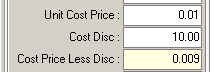 Unit Cost Price : 0.01
Cost Disc : 10.00
Cost Price Less Disc : 0.009